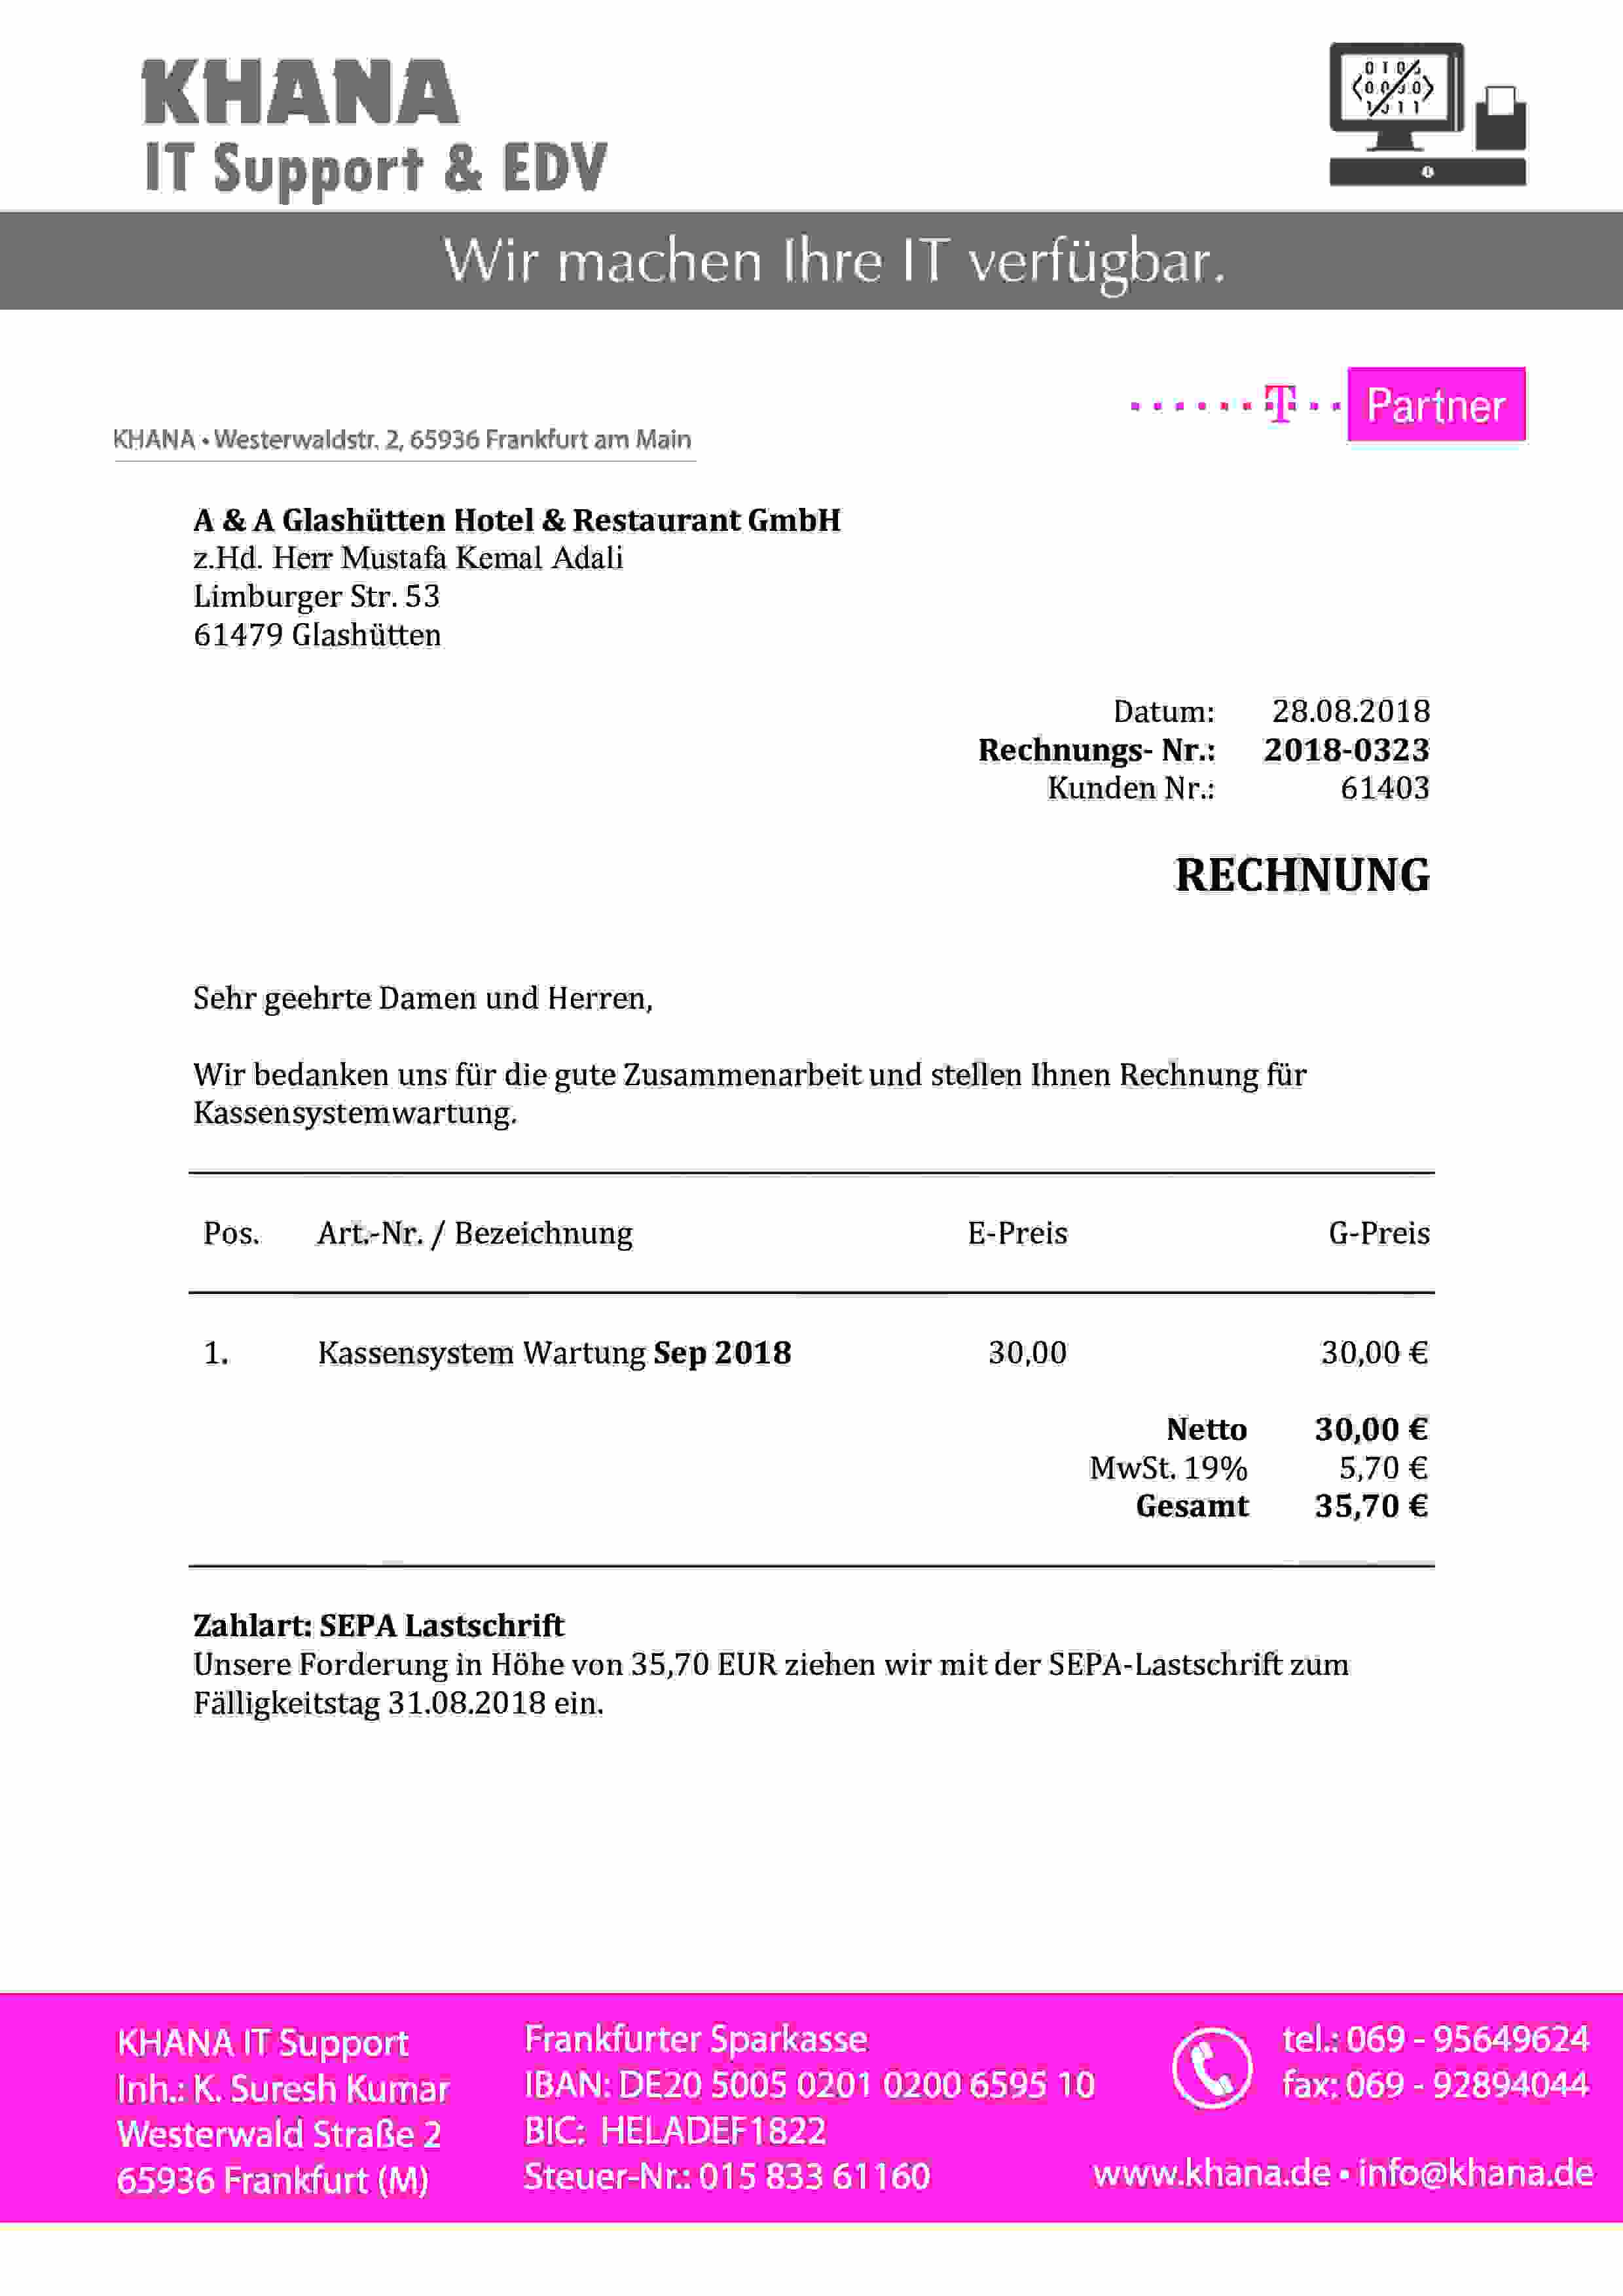 KHANA
IT Support & EDV
Wir machen Ihre IT verfügbar.
T Partner
KHANA • Westerwaldstr. 2, 65936 Frankfurt am Main
A & A Glashütten Hotel & Restaurant GmbH
z.Hd. Herr Mustafa Kemal Adali
Limburger Str. 53
61479 Glashütten
Datum: 28.08.2018
Rechnungs- Nr.: 2018-0323
Kunden Nr.: 61403
RECHNUNG
Sehr geehrte Damen und Herren,
Wir bedanken uns für die gute Zusammenarbeit und stellen Ihnen Rechnung für
Kassensystemwartung.
Pos. Art.-Nr. / Bezeichnung E-Preis G-Preis
1. Kassensystem Wartung Sep 2018 30,00 30,00 €
Netto 30,00 €
MwSt. 19% 5,70 €
Gesamt 35,70 €
Zahlart: SEPA Lastschrift
Unsere Forderung in Höhe von 35,70 EUR ziehen wir mit der SEPA-Lastschrift zum
Fälligkeitstag 31.08.2018 ein.
KHANA IT Support
Inh.: K. Suresh Kumar
Westerwald Straße 2
65936 Frankfurt (M)
Frankfurter Sparkasse
IBAN: DE20 5005 0201 0200 6595 10
BIC: HELADEF1822
Steuer-Nr.: 015 833 61160
tel.: 069 - 95649624
fax: 069 - 92894044
www.khana.de • info@khana.de